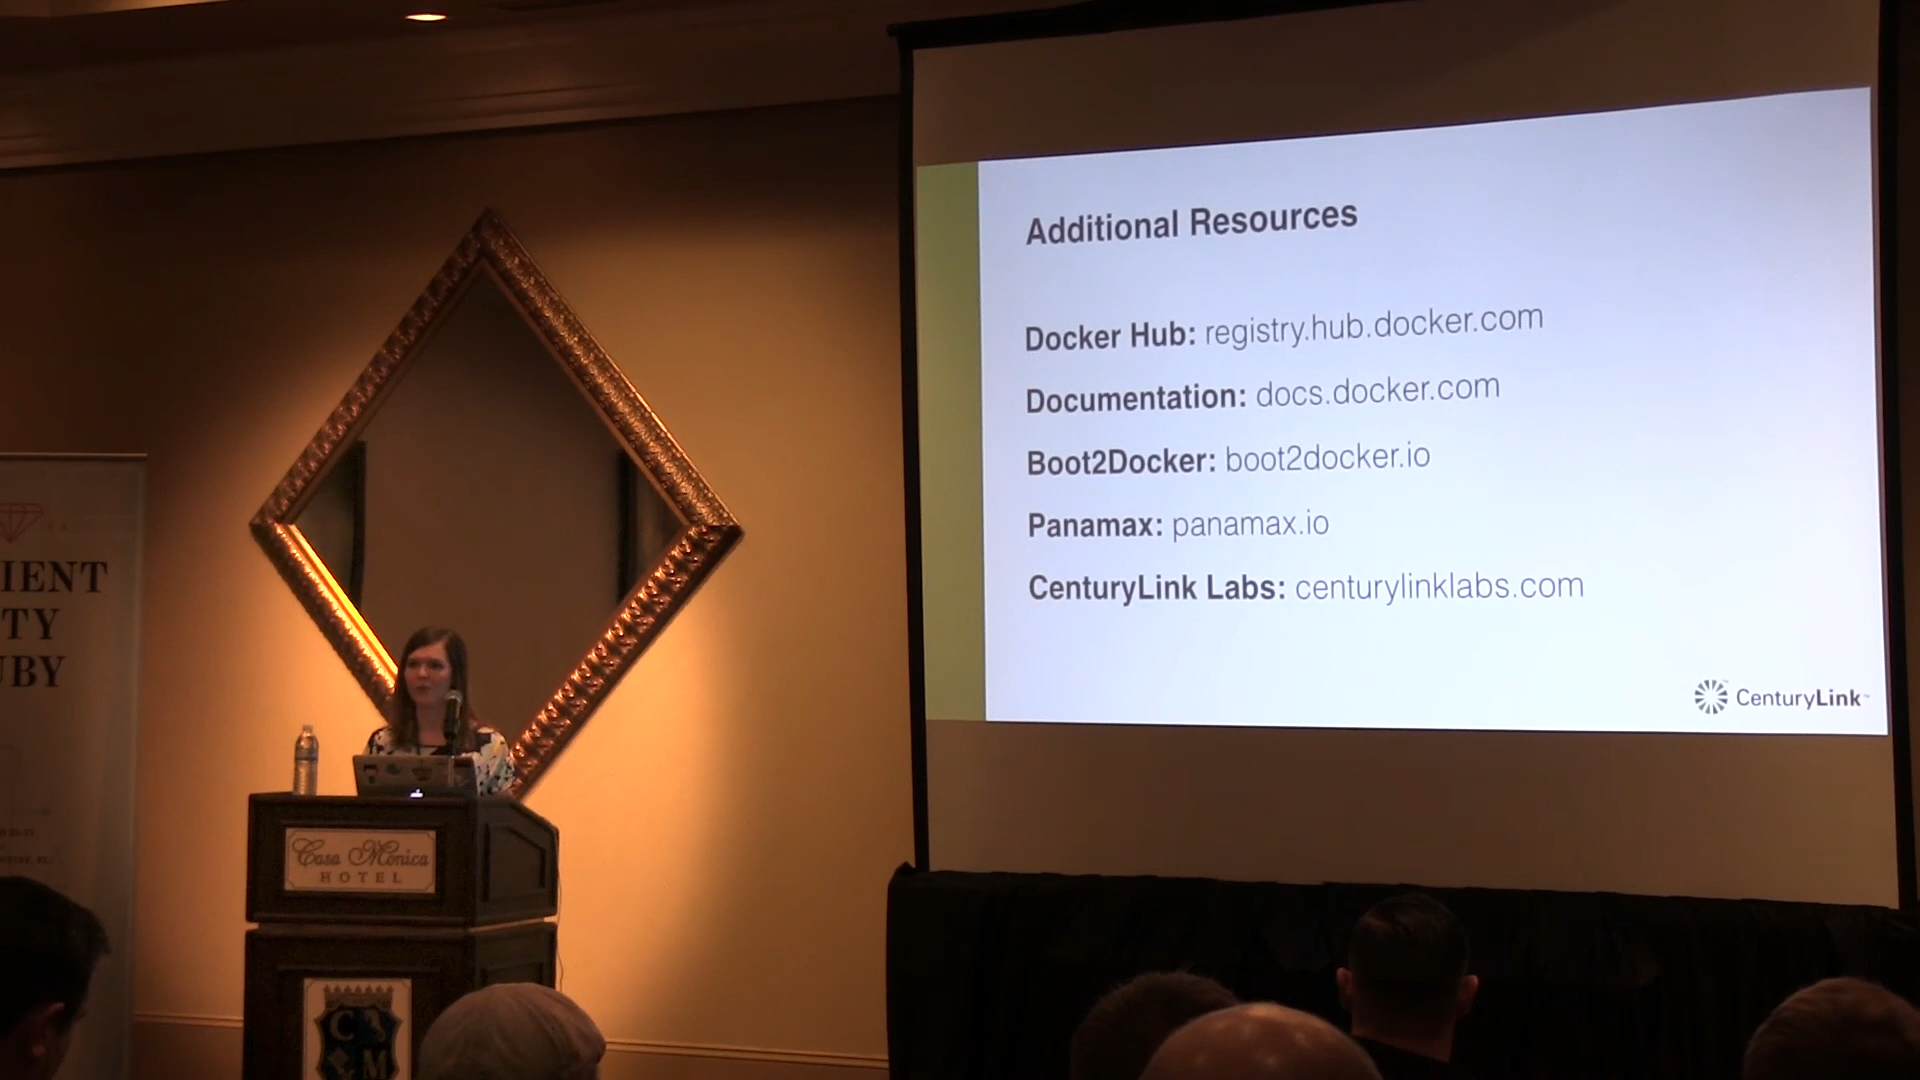 Additional Resources
Docker Hub: registry.hub.docker.com
Documentation: docs.docker.com
Boot2Docker: boot2docker.io
Panamax: panamax.io
CenturyLink Labs: centurylinklabs.com
CenturyLink
IENT
TY
UBY
Casa Monica
HOTEL
C
M